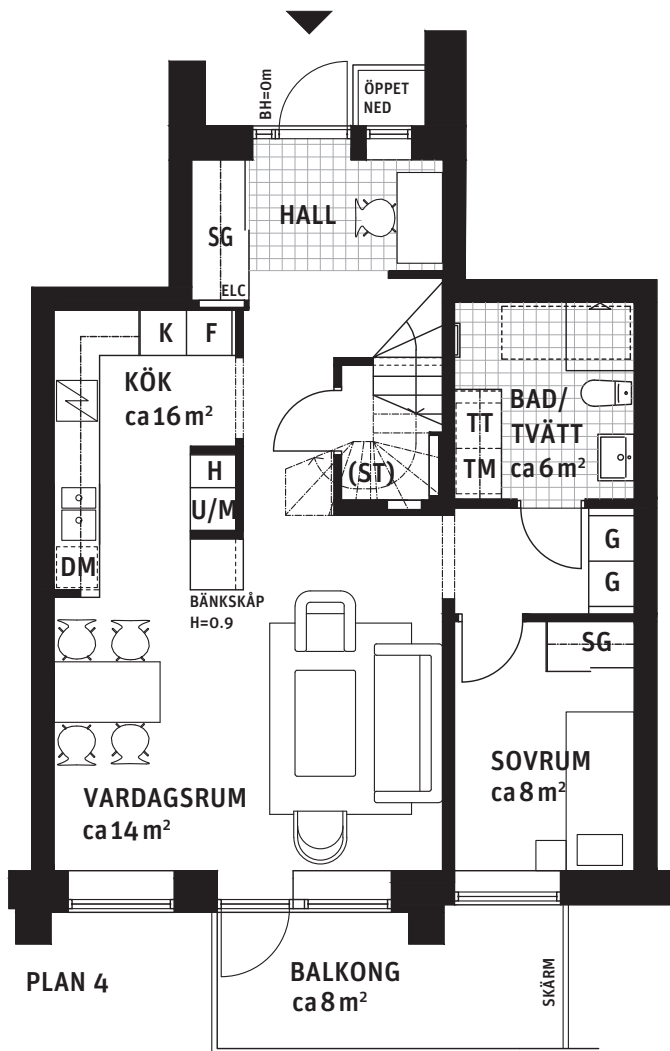 BH=0m
ÖPPET
NED
HALL
SG
ELC
K
F
KÖK
ca 16 m²
BAD/
TVÄTT
ca 6 m²
TT
TM
(ST)
H
U/M
DM
G
G
BÄNKSKÅP
H=0.9
SG
SOVRUM
ca 8 m²
VARDAGSRUM
ca 14 m²
PLAN 4
BALKONG
ca 8 m²
SKÄRM